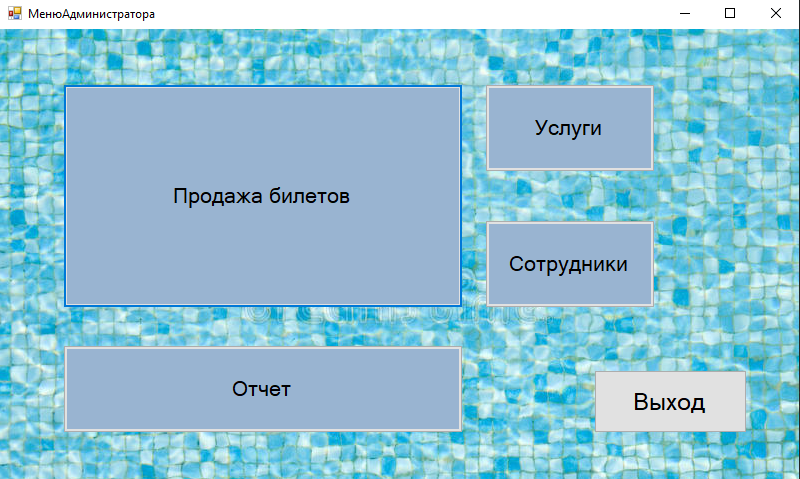 МенюАдминистратора
Продажа билетов
Услуги
Сотрудники
Отчет
Выход